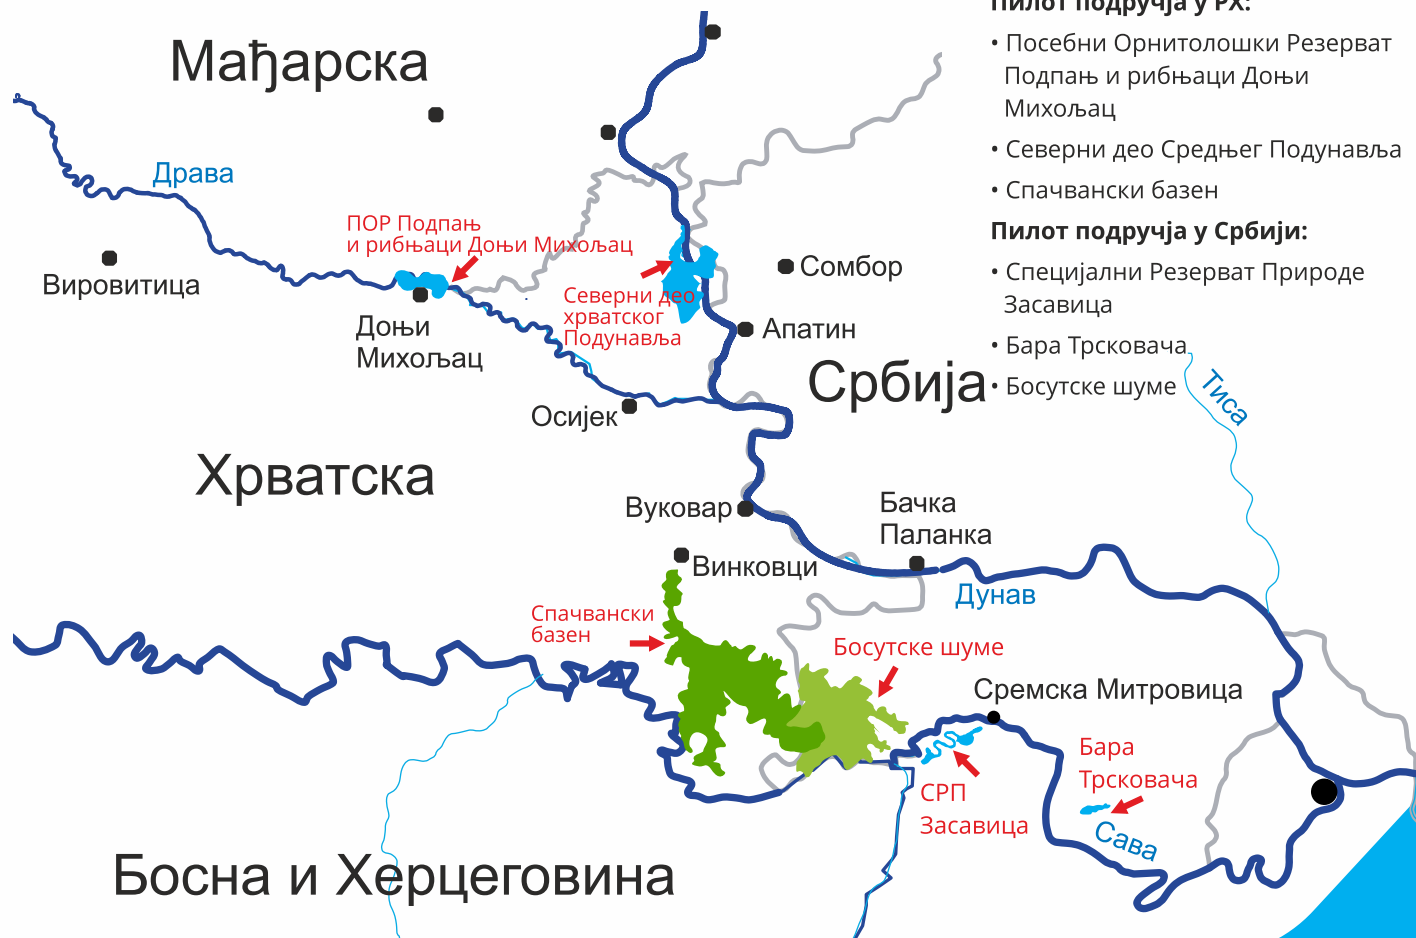 Пилот подручја у РХ:
• Посебни Орнитолошки Резерват
Подпањ и рибњаци Доњи
Михољац
• Северни део Средњег Подунавља
• Спачвански базен
Пилот подручја у Србији:
• Специјални Резерват Природе
Засавица
• Бара Трсковача
• Босутске шуме
Мађарска
Драва
ПОР Подпањ
и рибњаци Доњи Михољац
Вировитица
Сомбор
Северни део
хрватског
Подунавља
Доњи
Михољац
Апатин
Србија
Тиса
Осијек
Хрватска
Вуковар
Бачка
Паланка
Винковци
Дунав
Спачвански
базен
Босутске шуме
Сремска Митровица
Бара
Трсковача
СРП
Засавица
Сава
Босна и Херцеговина